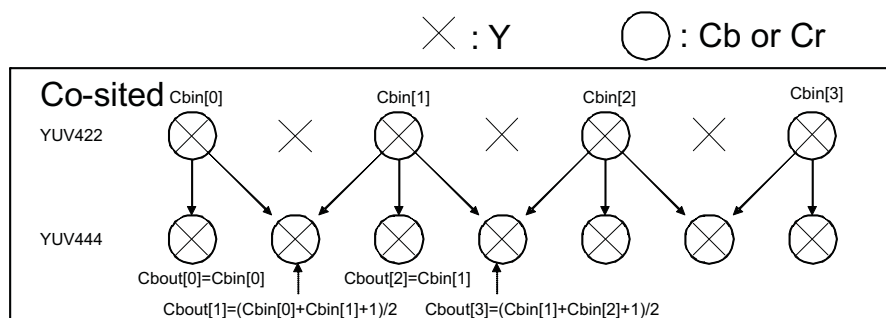 : Y : Cb or Cr
Co-sited
Cbin[0] Cbin[1] Cbin[2] Cbin[3]
YUV422
YUV444
Cbout[0]=Cbin[0] Cbout[2]=Cbin[1]
Cbout[1]=(Cbin[0]+Cbin[1]+1)/2 Cbout[3]=(Cbin[1]+Cbin[2]+1)/2